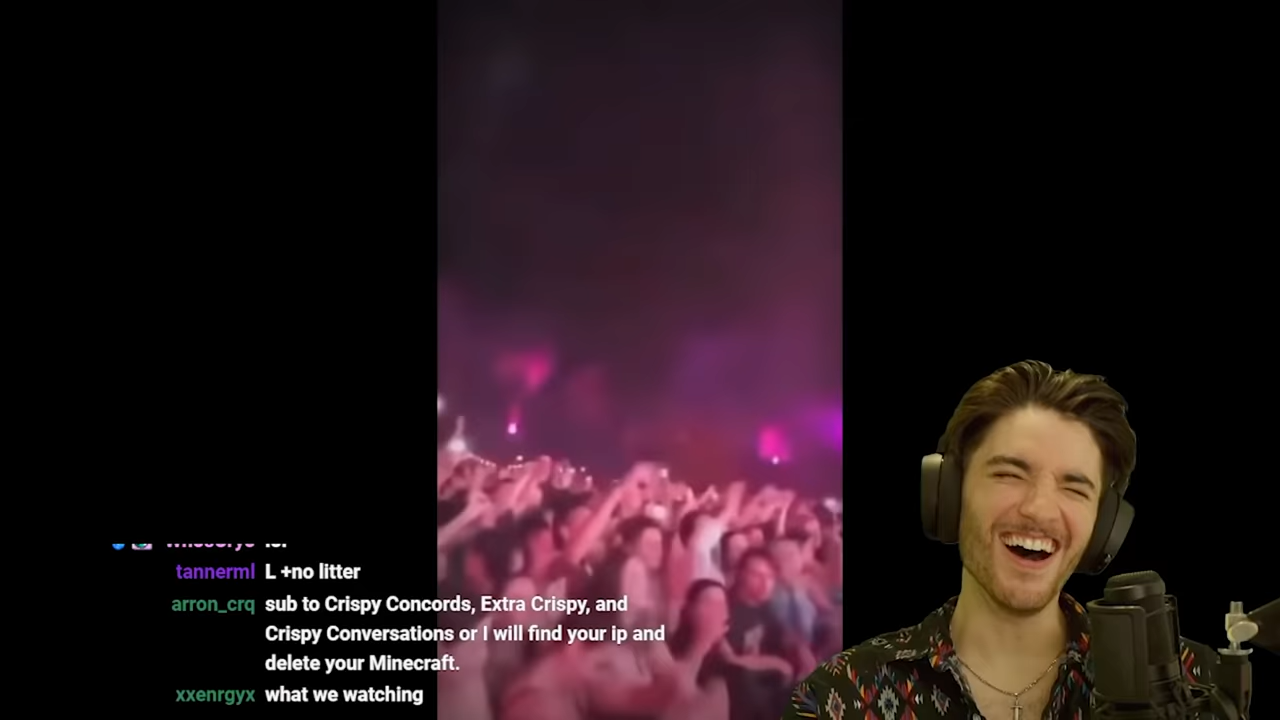 tannerml L +no litter
arron_crq sub to Crispy Concords, Extra Crispy, and
Crispy Conversations or I will find your ip and
delete your Minecraft.
xxenrgyx what we watching